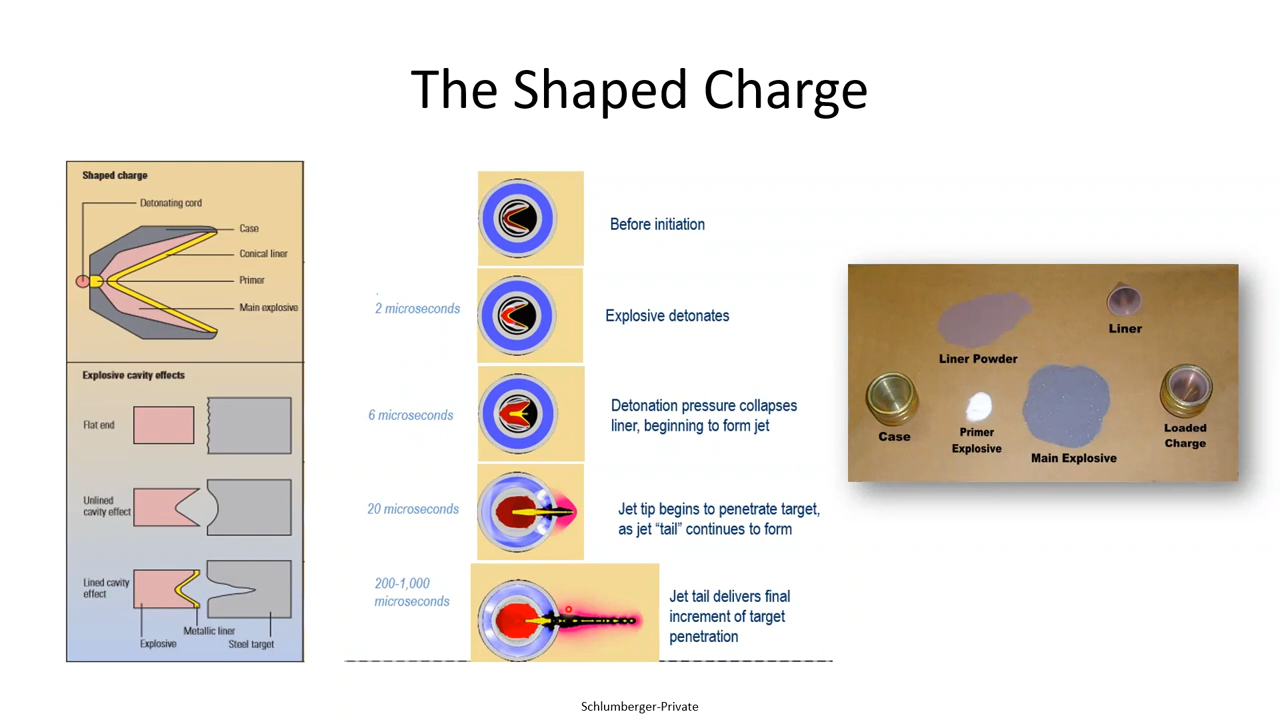 The Shaped Charge
Shaped charge
Detonating cord
Case
Conical liner
Primer
Main explosive
Explosive cavity effects
Flat end
Unlined
cavity effect
Lined cavity
effect
Metallic liner
Explosive
Steel target
Before initiation
2 microseconds
Explosive detonates
6 microseconds
Detonation pressure collapses
liner, beginning to form jet
20 microseconds
Jet tip begins to penetrate target,
as jet “tail” continues to form
200-1,000
microseconds
Jet tail delivers final
increment of target
penetration
Liner
Liner Powder
Case
Primer
Explosive
Main Explosive
Loaded
Charge
Schlumberger-Private